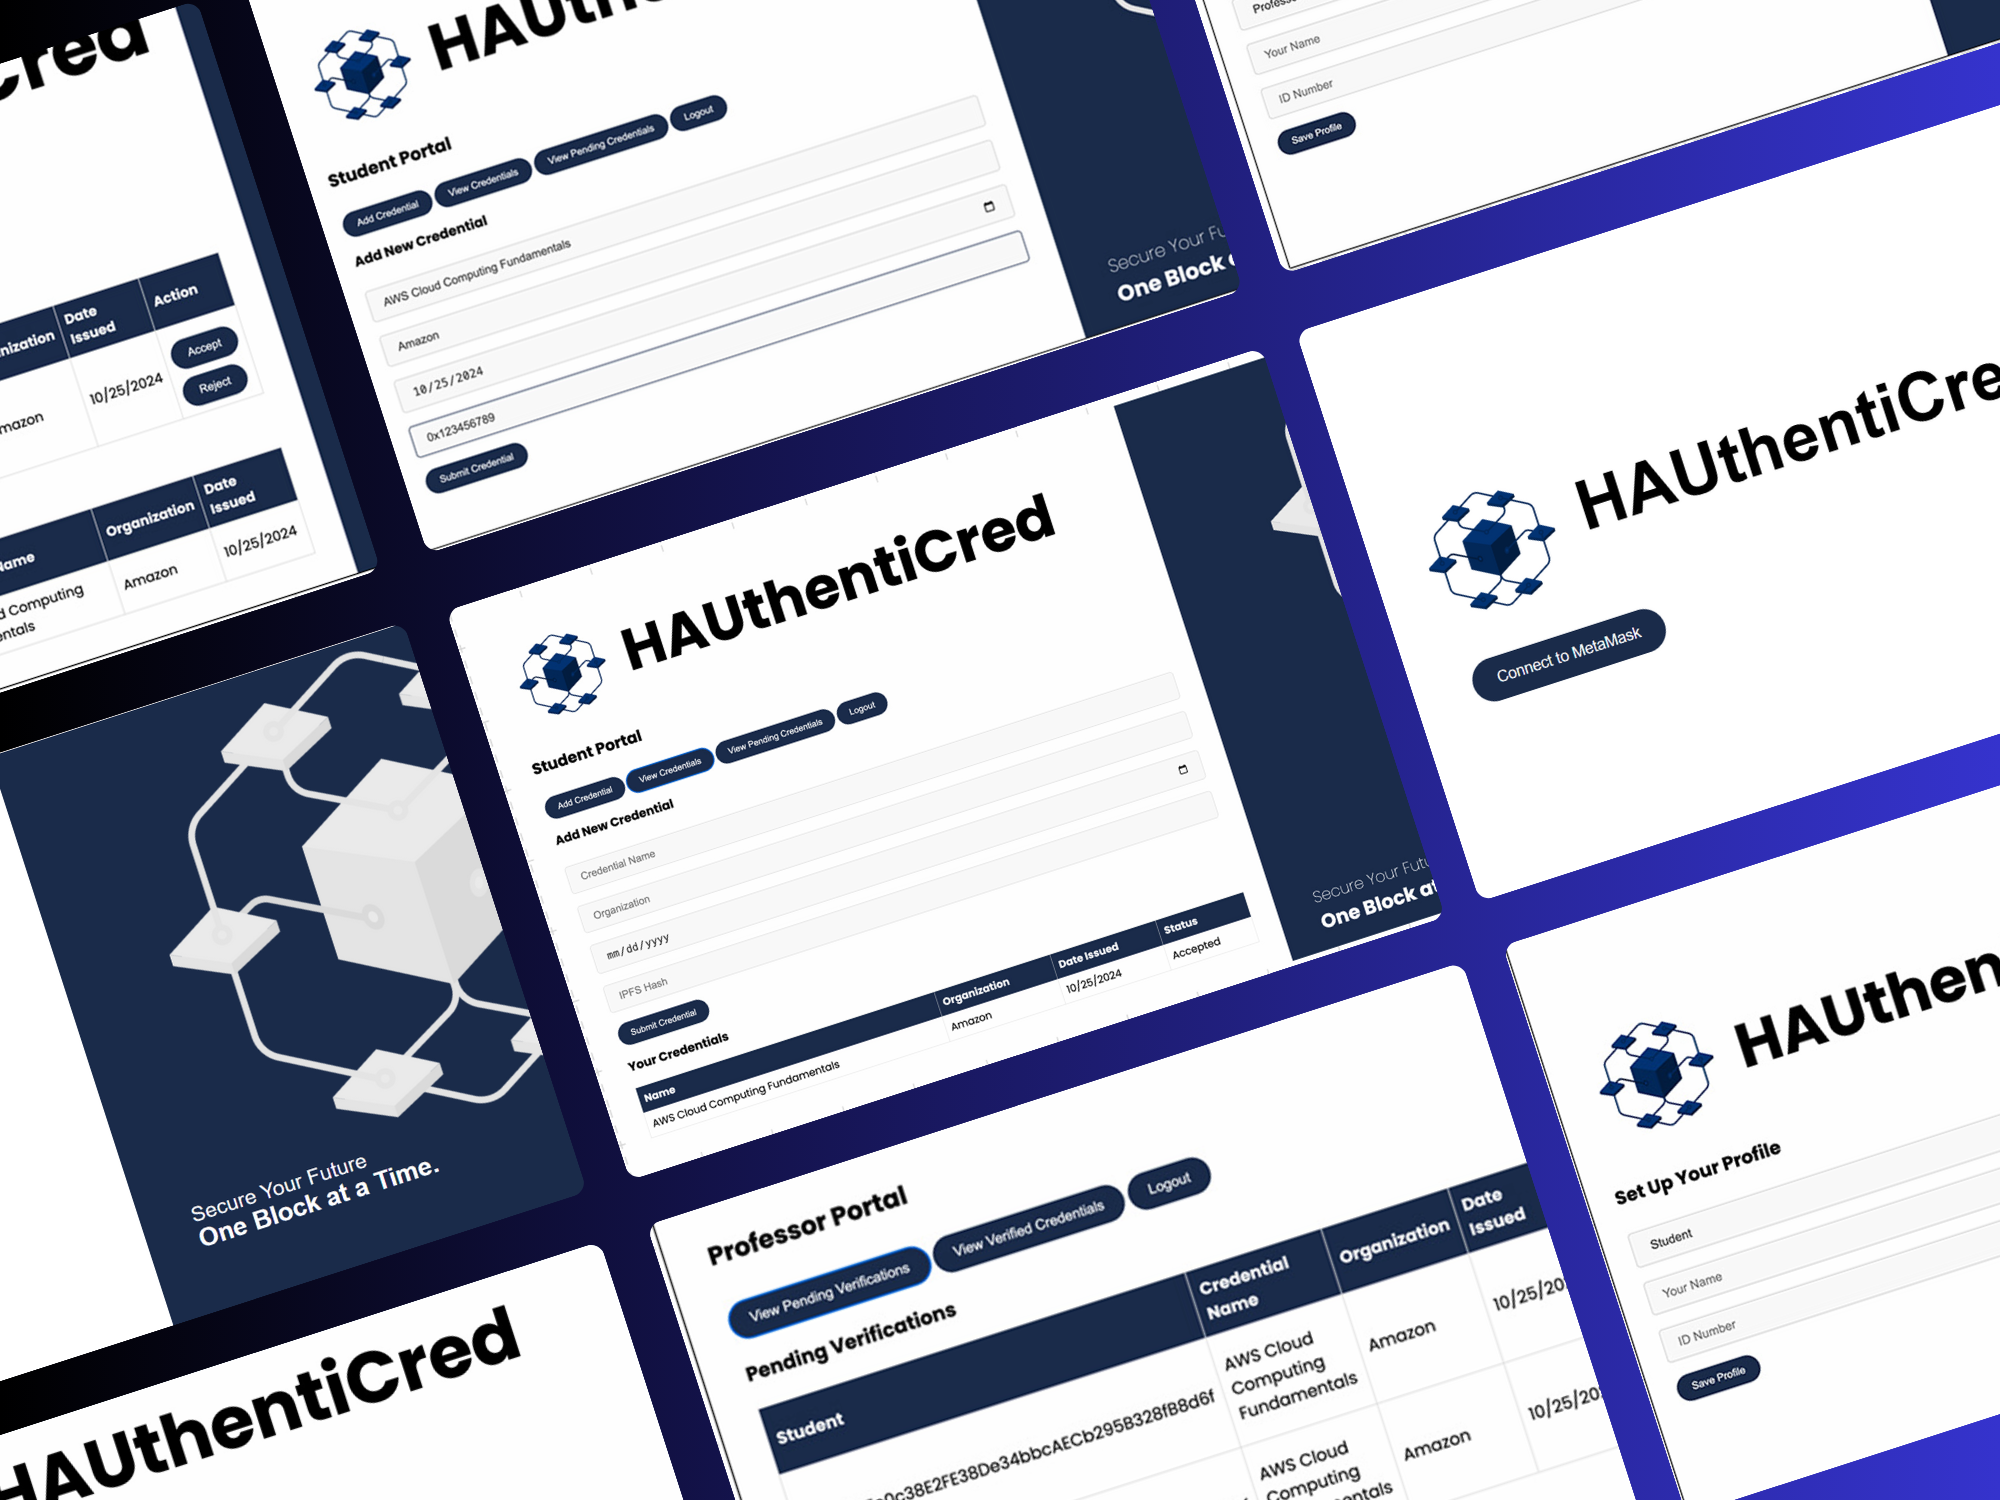 Cred
nization
Date
Issued
Action
10/25/2024
Accept
Reject
mazon
Name
Organization
Date
Issued
d Computing
entals
Amazon
10/25/2024
Student Portal
Add Credential
View Credentials
View Pending Credentials
Logout
Add New Credential
AWS Cloud Computing Fundamentals
Amazon
10/25/2024
0x123456789
Submit Credential
Secure Your Fu
One Block
Your Name
ID Number
Save Profile
HAUthentiCred
Student Portal
Add Credential
View Credentials
View Pending Credentials
Logout
Add New Credential
Credential Name
Organization
mm/dd/yyyy
IPFS Hash
Submit Credential
Your Credentials
Name
Organization
Date Issued
Status
AWS Cloud Computing Fundamentals
Amazon
10/25/2024
Accepted
Secure Your Futu
One Block at
HAUthentiCre
Connect to MetaMask
Secure Your Future
One Block at a Time.
HAUthentiCred
Professor Portal
View Pending Verifications
View Verified Credentials
Logout
Pending Verifications
Student
Credential
Name
Organization
Date
Issued
0c38E2FE38De34bbcAECb295B328fB8d6f
AWS Cloud
Computing
Fundamentals
Amazon
10/25/20
AWS Cloud
Computing
entals
Amazon
10/25/20
HAUthen
Set Up Your Profile
Student
Your Name
ID Number
Save Profile